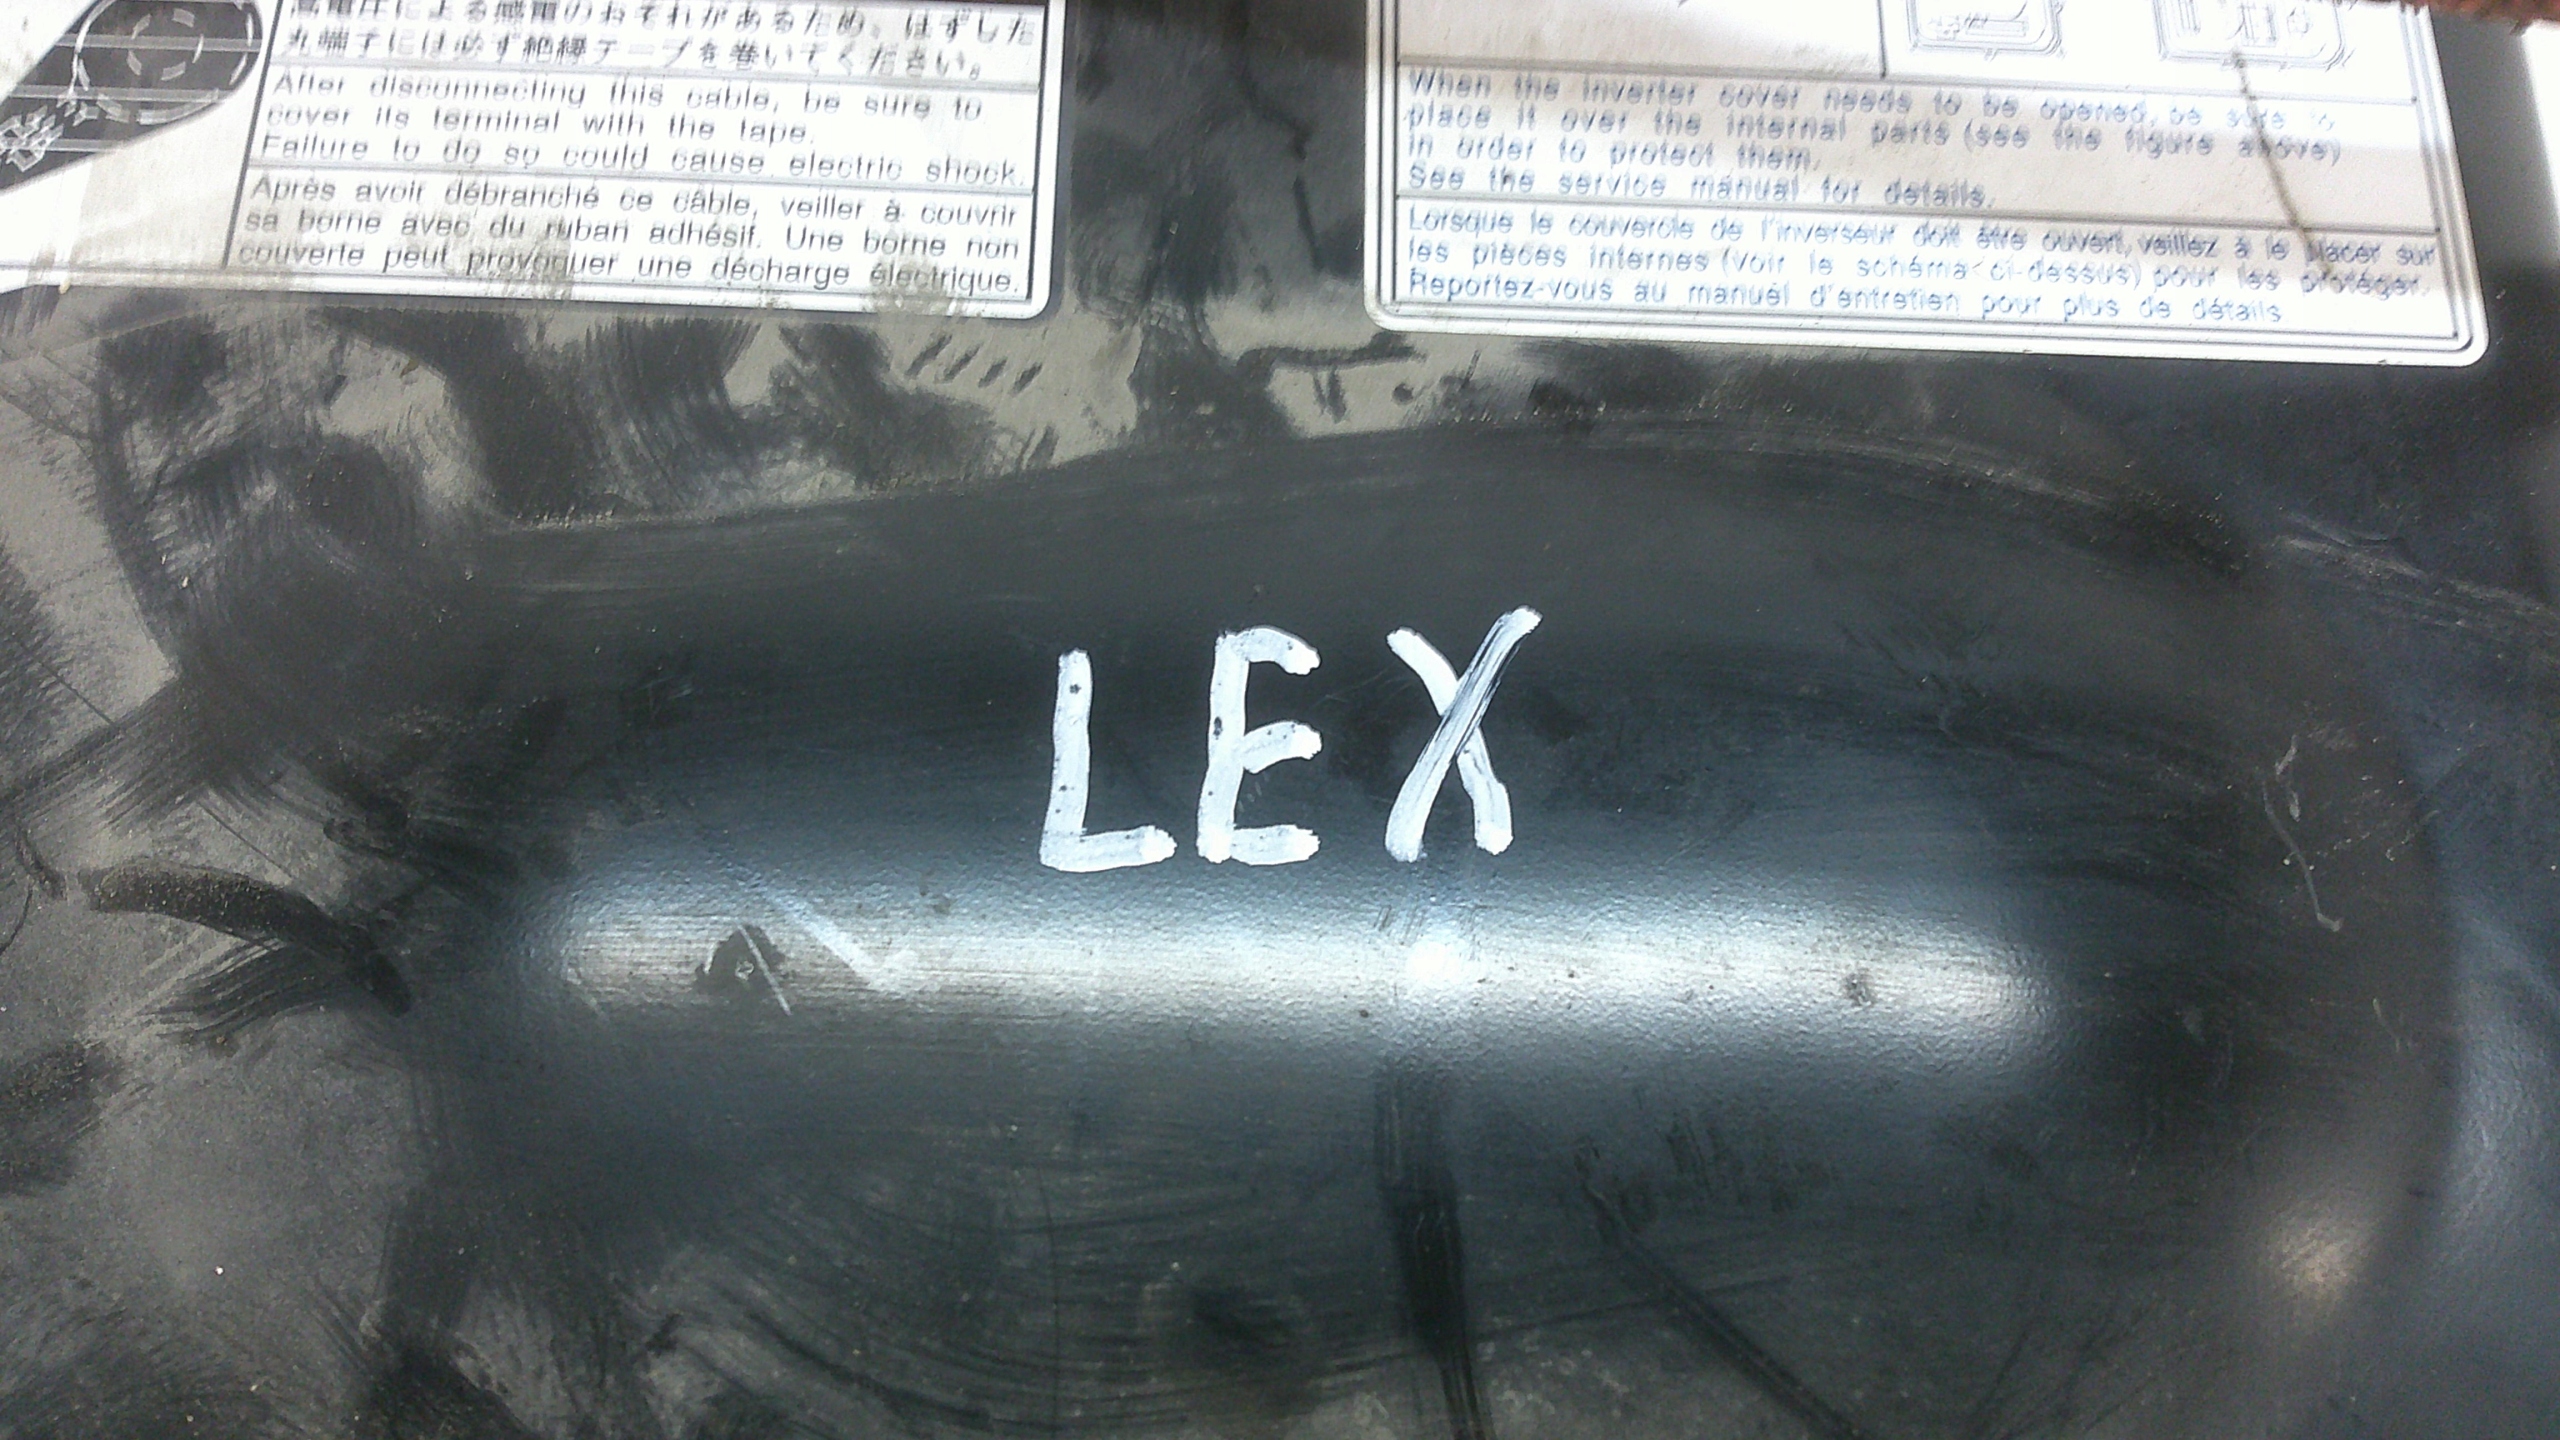 高電圧による感電のおそれがあるため、はずした
丸端子には必ず絶縁テープを巻いてください。
After disconnecting this cable, be sure to
cover its terminal with the tape.
Failure to do so could cause electric shock.
Après avoir débranché ce câble, veiller à couvrir
sa borne avec du ruban adhésif. Une borne non
couverte peut provoquer une décharge électrique.
When the inverter cover needs to be opened, be sure to
place it over the internal parts (see the figure above)
in order to protect them.
See the service manual for details.
Lorsque le couvercle de l'inverseur doit être ouvert, veillez à le placer sur
les pièces internes (voir le schéma ci-dessus) pour les protéger.
Reportez-vous au manuel d'entretien pour plus de détails
LEX